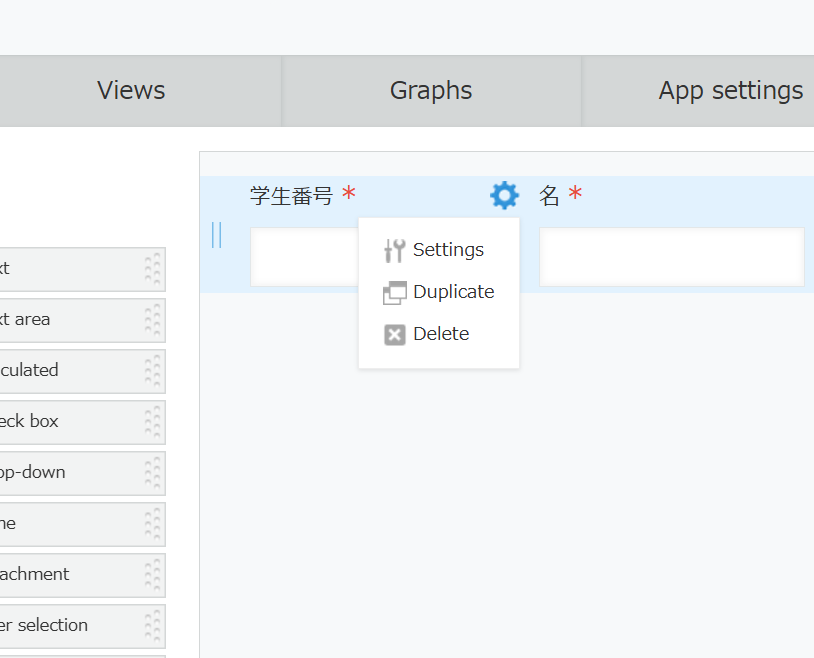 Views Graphs App settings
学生番号 * 名 *
Settings
Duplicate
Delete
xt
xt area
culated
eck box
op-down
me
achment
er selection